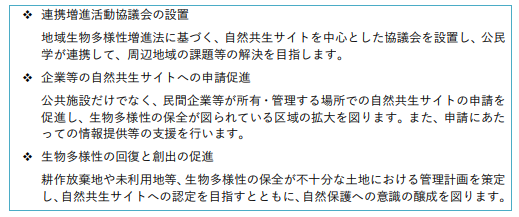 ❖ 連携増進活動協議会の設置
地域生物多様性増進法に基づく、自然共生サイトを中心とした協議会を設置し、公民
学が連携して、周辺地域の課題等の解決を目指します。
❖ 企業等の自然共生サイトへの申請促進
公共施設だけでなく、民間企業等が所有・管理する場所での自然共生サイトの申請を
促進し、生物多様性の保全が図られている区域の拡大を図ります。また、申請にあた
っての情報提供等の支援を行います。
❖ 生物多様性の回復と創出の促進
耕作放棄地や未利用地等、生物多様性の保全が不十分な土地における管理計画を策定
し、自然共生サイトへの認定を目指すとともに、自然保護への意識の醸成を図ります。